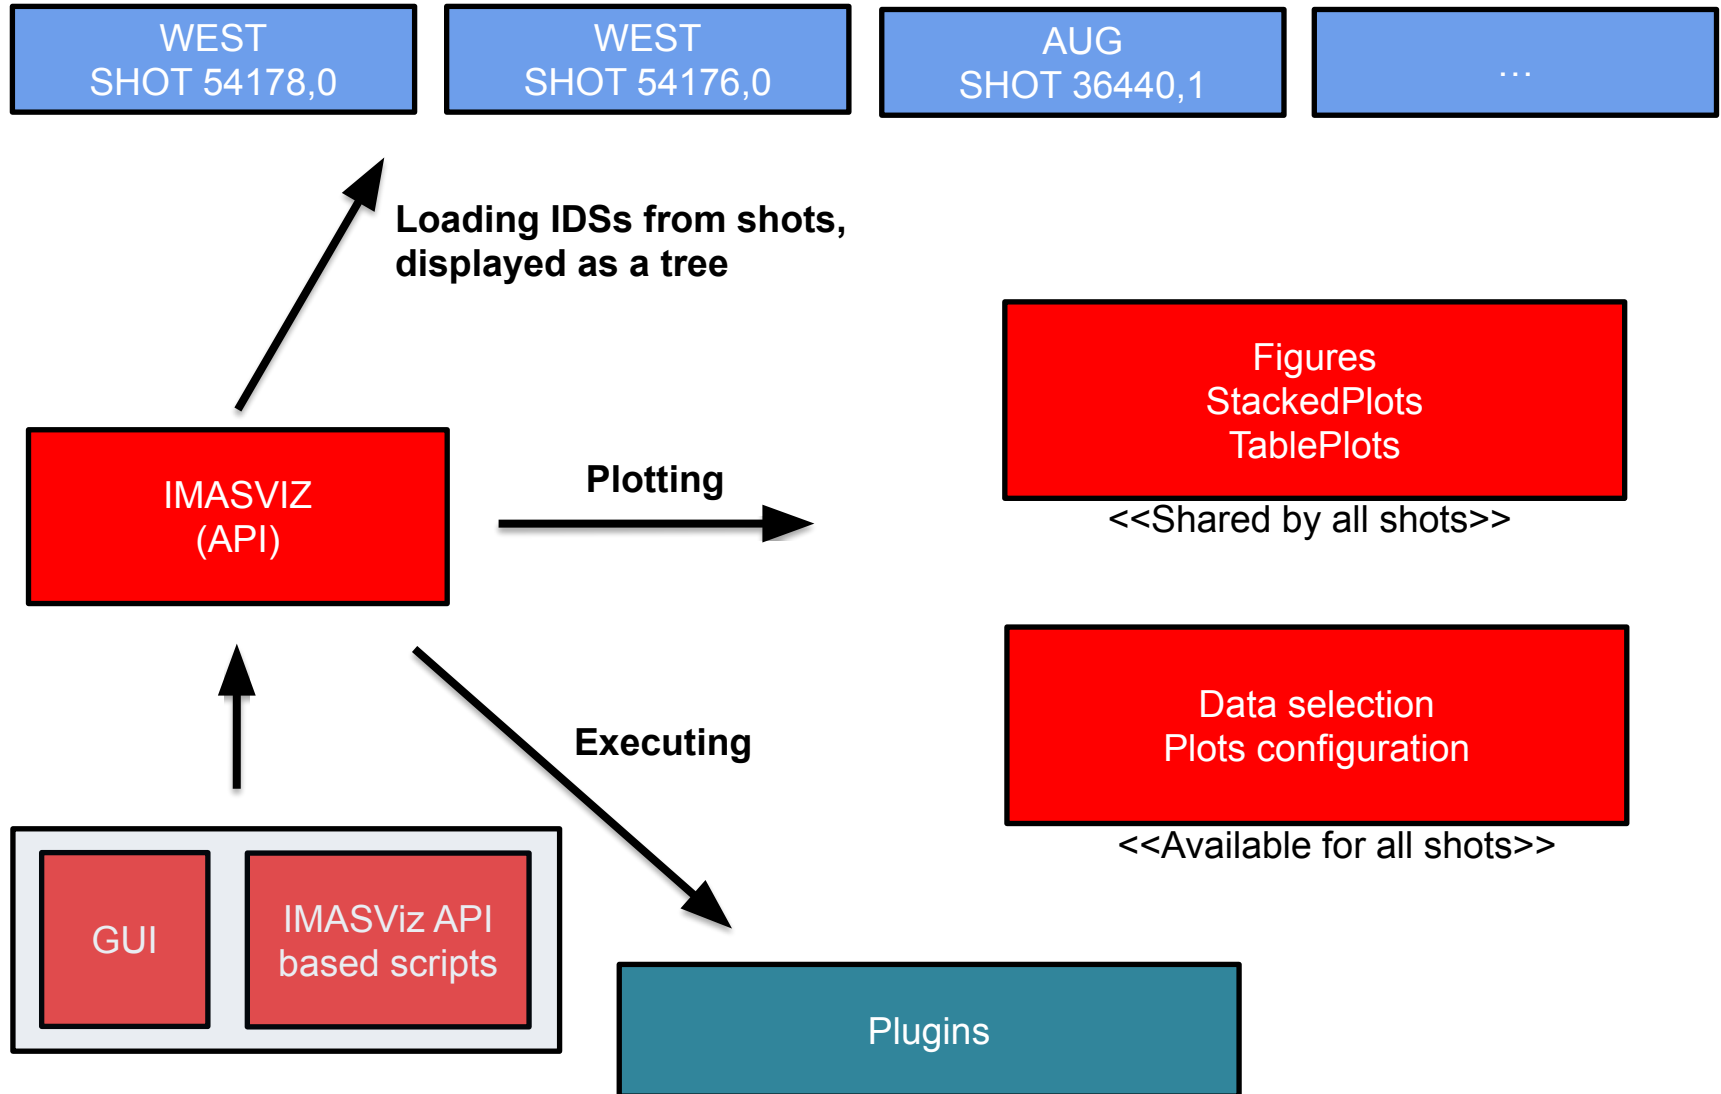 WEST
SHOT 54178,0
WEST
SHOT 54176,0
AUG
SHOT 36440,1
...
Loading IDSs from shots,
displayed as a tree
Figures
StackedPlots
TablePlots
<<Shared by all shots>>
IMASVIZ
(API)
Plotting
Data selection
Plots configuration
<<Available for all shots>>
Executing
GUI
IMASViz API
based scripts
Plugins